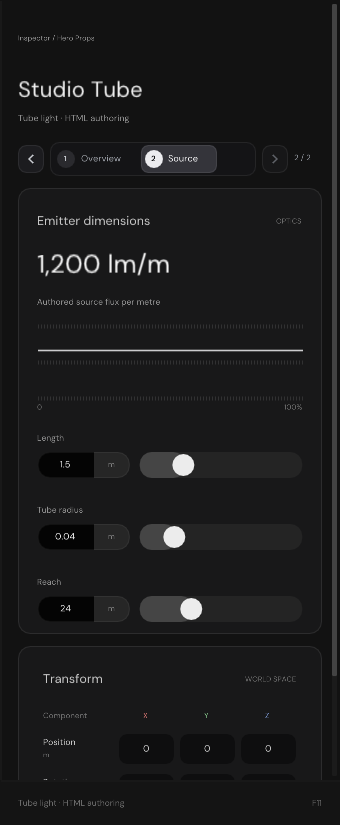 Inspector / Hero Props
Studio Tube
Tube light · HTML authoring
1 Overview 2 Source 2 / 2
Emitter dimensions OPTICS
1,200 lm/m
Authored source flux per metre
0 100%
Length
1.5 m
Tube radius
0.04 m
Reach
24 m
Transform WORLD SPACE
Component X Y Z
Position 0 0 0
m
Tube light · HTML authoring F11